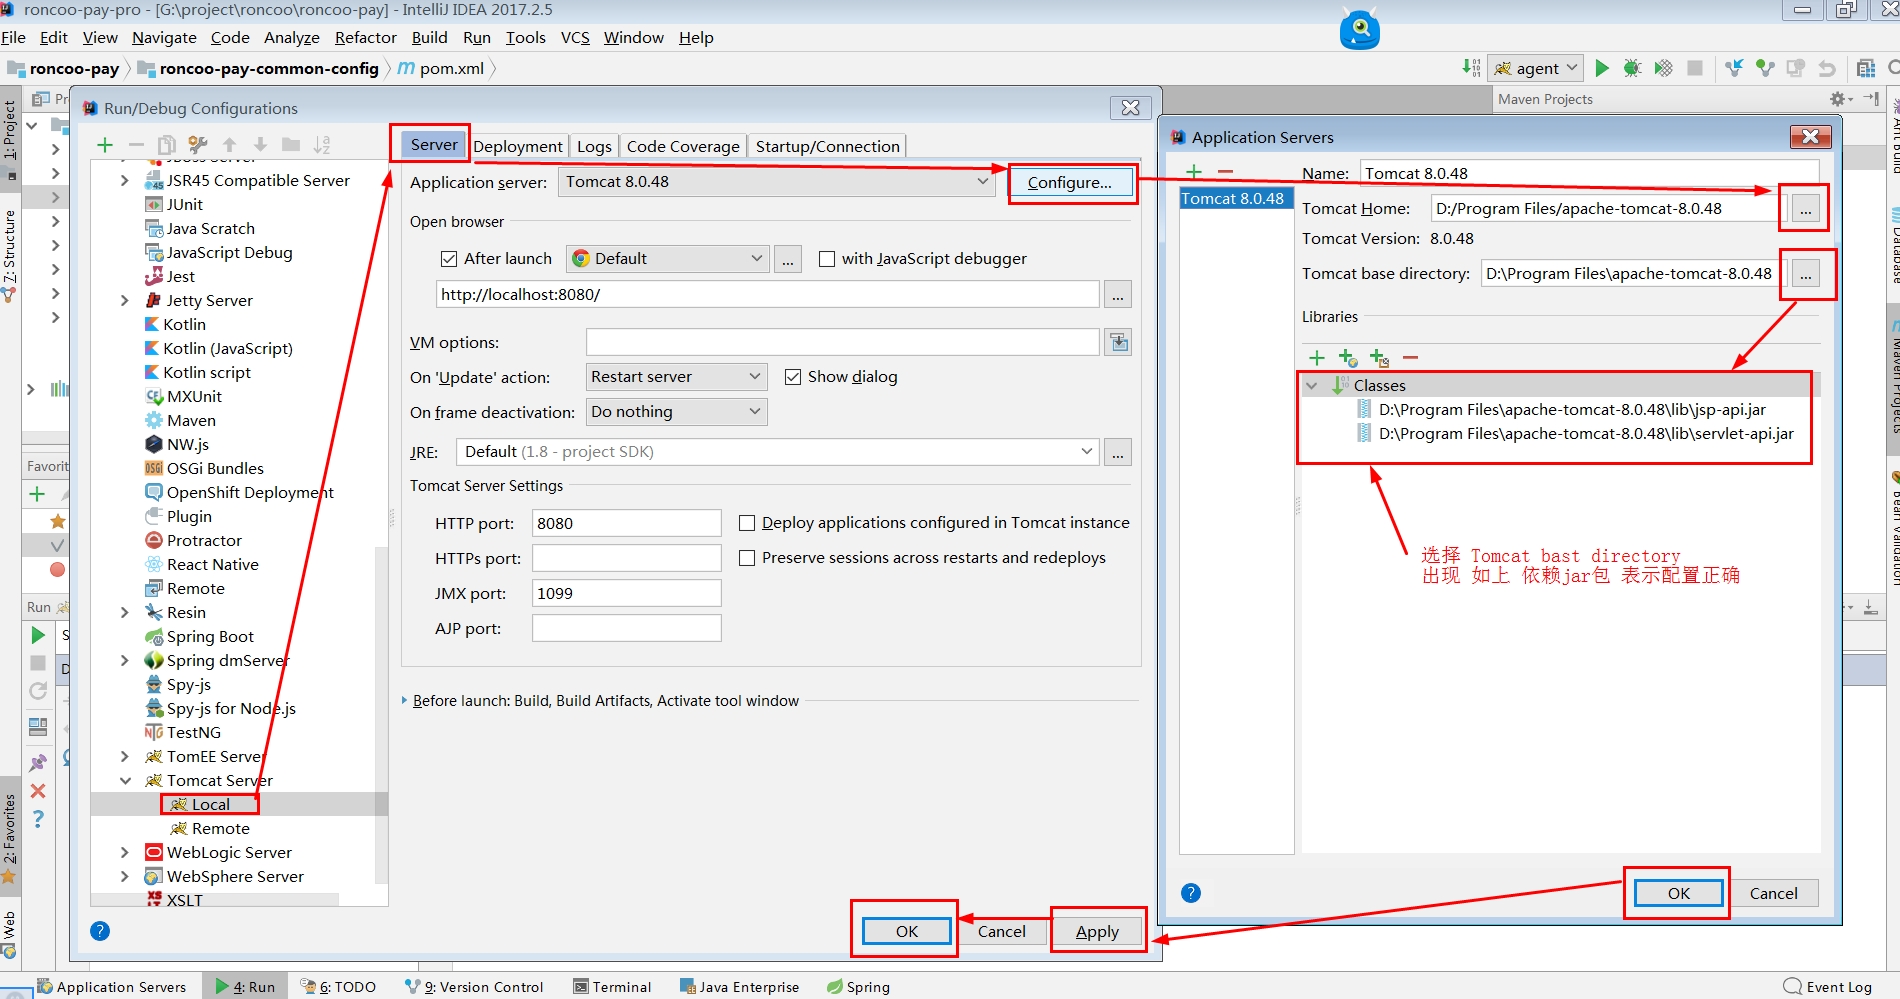 roncoo-pay-pro - [G:\project\roncoo\roncoo-pay] - IntelliJ IDEA 2017.2.5
File Edit View Navigate Code Analyze Refactor Build Run Tools VCS Window Help
roncoo-pay roncoo-pay-common-config pom.xml
agent
Maven Projects
1: Project
7: Structure
2: Favorites
Web
Favorit
Run
Run/Debug Configurations
JSR45 Compatible Server
JUnit
Java Scratch
JavaScript Debug
Jest
Jetty Server
Kotlin
Kotlin (JavaScript)
Kotlin script
MXUnit
Maven
NW.js
OSGi Bundles
OpenShift Deployment
Plugin
Protractor
React Native
Remote
Resin
Spring Boot
Spring dmServer
Spy-js
Spy-js for Node.js
TestNG
TomEE Server
Tomcat Server
Local
Remote
WebLogic Server
WebSphere Server
XSLT
Server Deployment Logs Code Coverage Startup/Connection
Application server: Tomcat 8.0.48 Configure...
Open browser
After launch Default ... with JavaScript debugger
http://localhost:8080/ ...
VM options:
On 'Update' action: Restart server Show dialog
On frame deactivation: Do nothing
JRE: Default (1.8 - project SDK) ...
Tomcat Server Settings
HTTP port: 8080 Deploy applications configured in Tomcat instance
HTTPs port: Preserve sessions across restarts and redeploys
JMX port: 1099
AJP port:
Before launch: Build, Build Artifacts, Activate tool window
OK Cancel Apply
Application Servers
Tomcat 8.0.48
Name: Tomcat 8.0.48
Tomcat Home: D:/Program Files/apache-tomcat-8.0.48 ...
Tomcat Version: 8.0.48
Tomcat base directory: D:\Program Files\apache-tomcat-8.0.48 ...
Libraries
Classes
D:\Program Files\apache-tomcat-8.0.48\lib\jsp-api.jar
D:\Program Files\apache-tomcat-8.0.48\lib\servlet-api.jar
选择 Tomcat bast directory
出现 如上 依赖jar包 表示配置正确
OK Cancel
Ant Build
Database
Maven Projects
Bean Validation
Application Servers 4: Run 6: TODO 9: Version Control Terminal Java Enterprise Spring Event Log